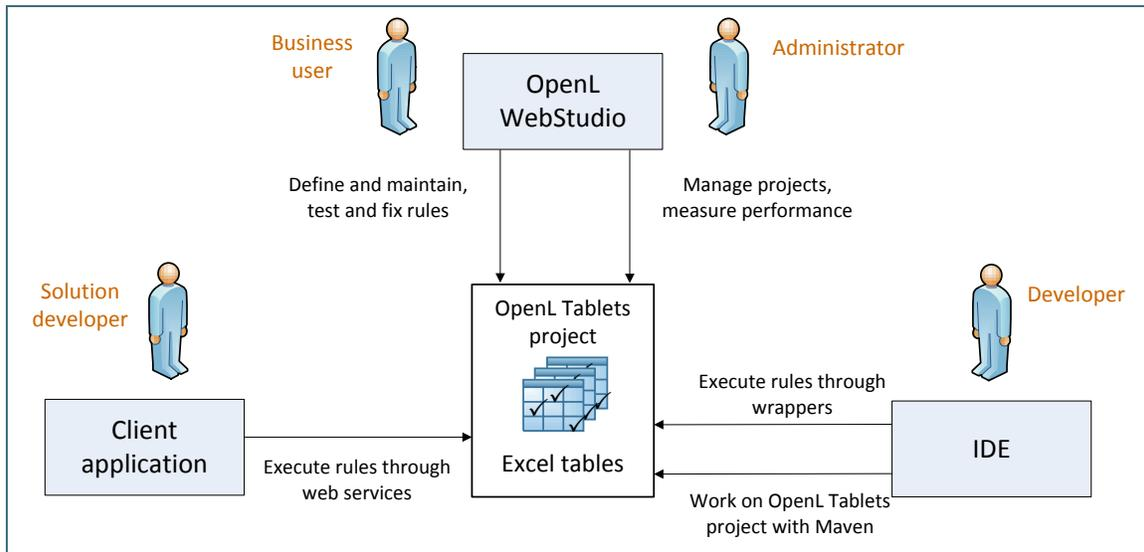 Business
user
OpenL
WebStudio
Administrator
Define and maintain,
test and fix rules
Manage projects,
measure performance
Solution
developer
OpenL Tablets
project
Excel tables
Developer
Client
application
Execute rules through
web services
Execute rules through
wrappers
IDE
Work on OpenL Tablets
project with Maven